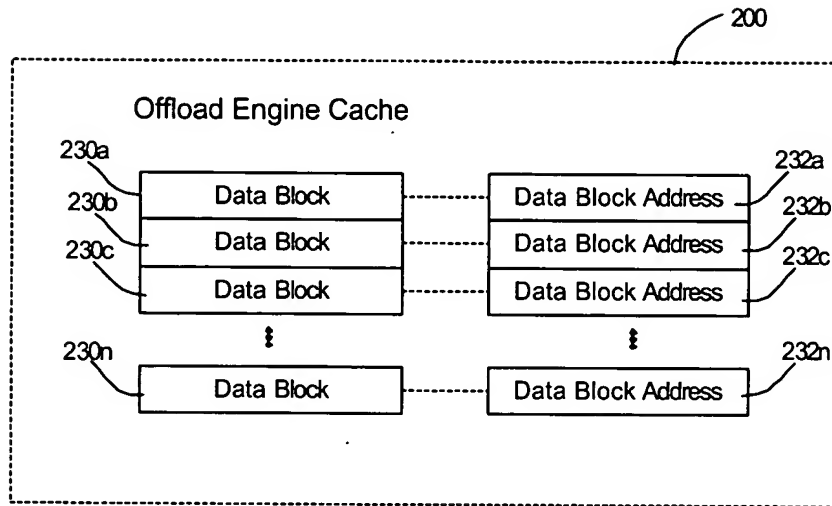 200
Offload Engine Cache
230a
Data Block
Data Block Address
232a
230b
Data Block
Data Block Address
232b
230c
Data Block
Data Block Address
232c
230n
Data Block
Data Block Address
232n